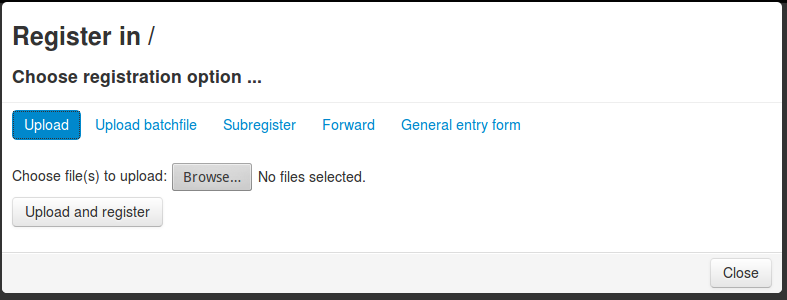 Register in /
Choose registration option ...
Upload Upload batchfile Subregister Forward General entry form
Choose file(s) to upload: Browse... No files selected.
Upload and register
Close